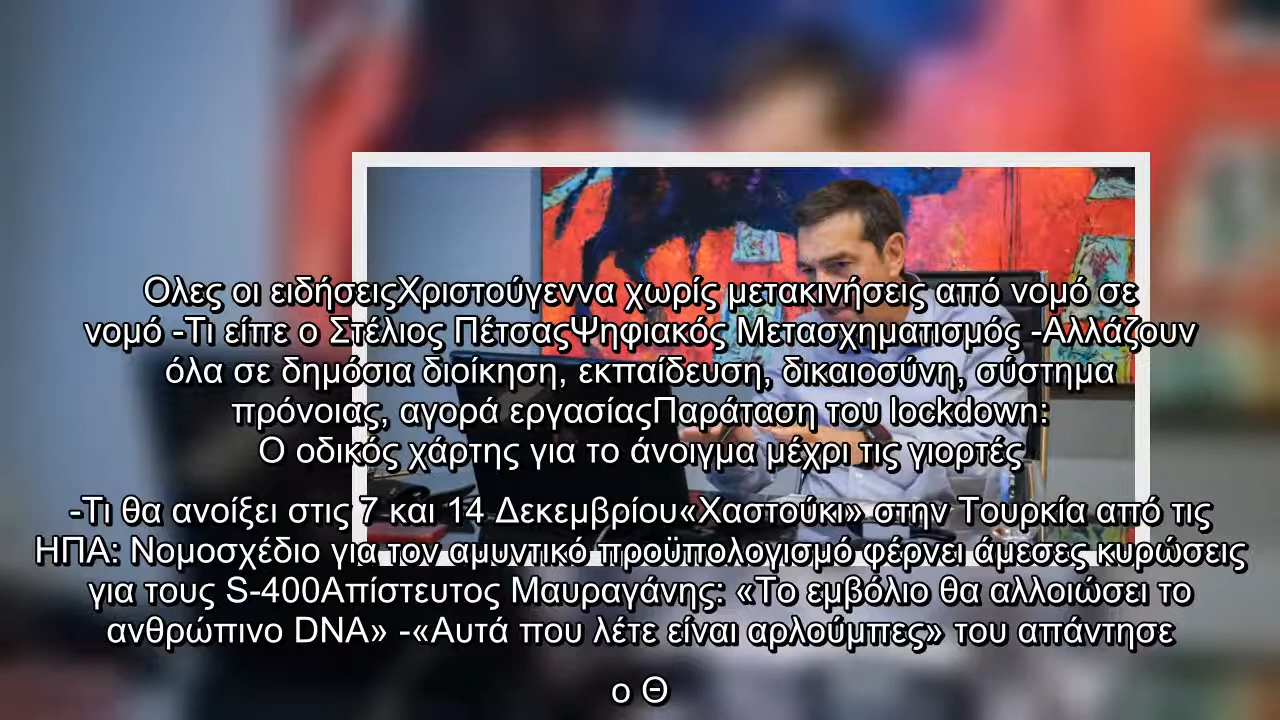 Ολες οι ειδήσειςΧριστούγεννα χωρίς μετακινήσεις από νομό σε
νομό -Τι είπε ο Στέλιος ΠέτσαςΨηφιακός Μετασχηματισμός -Αλλάζουν
όλα σε δημόσια διοίκηση, εκπαίδευση, δικαιοσύνη, σύστημα
πρόνοιας, αγορά εργασίαςΠαράταση του lockdown:
Ο οδικός χάρτης για το άνοιγμα μέχρι τις γιορτές
-Τι θα ανοίξει στις 7 και 14 Δεκεμβρίου«Χαστούκι» στην Τουρκία από τις
ΗΠΑ: Νομοσχέδιο για τον αμυντικό προϋπολογισμό φέρνει άμεσες κυρώσεις
για τους S-400Απίστευτος Μαυραγάνης: «Το εμβόλιο θα αλλοιώσει το
ανθρώπινο DNA» -«Αυτά που λέτε είναι αρλούμπες» του απάντησε
ο Θ